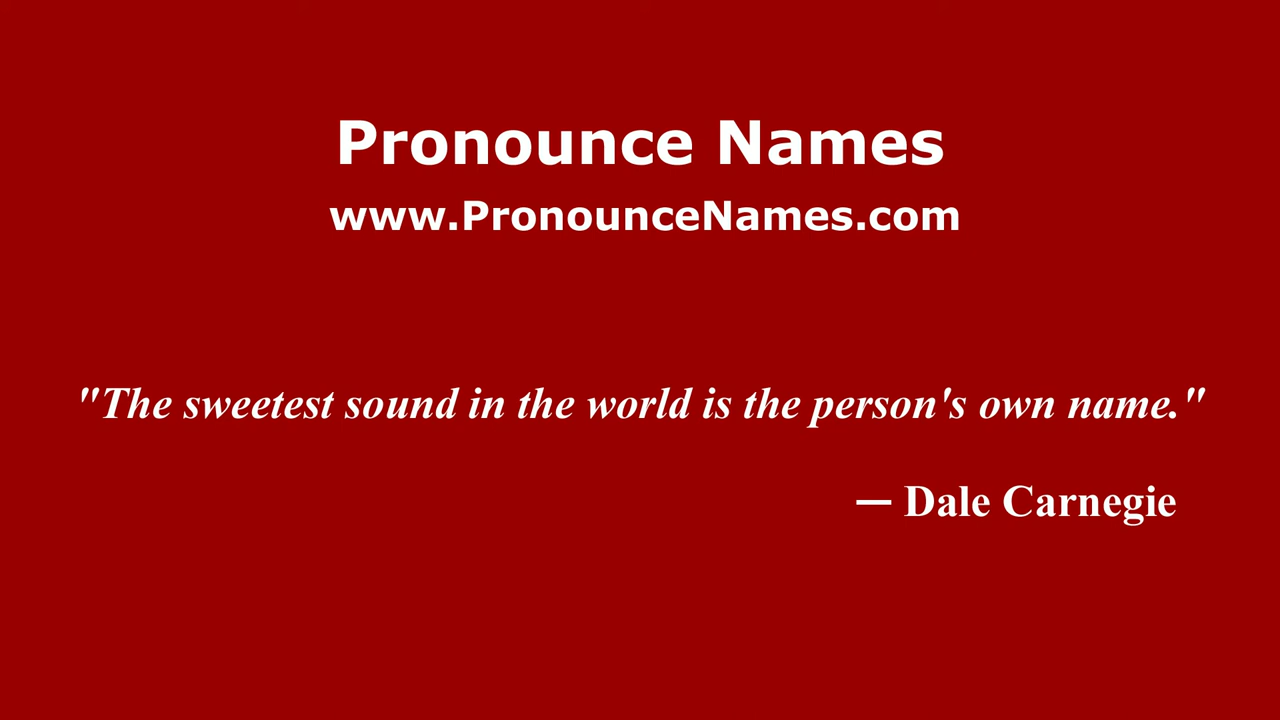 Pronounce Names
www.PronounceNames.com
"The sweetest sound in the world is the person's own name."
— Dale Carnegie